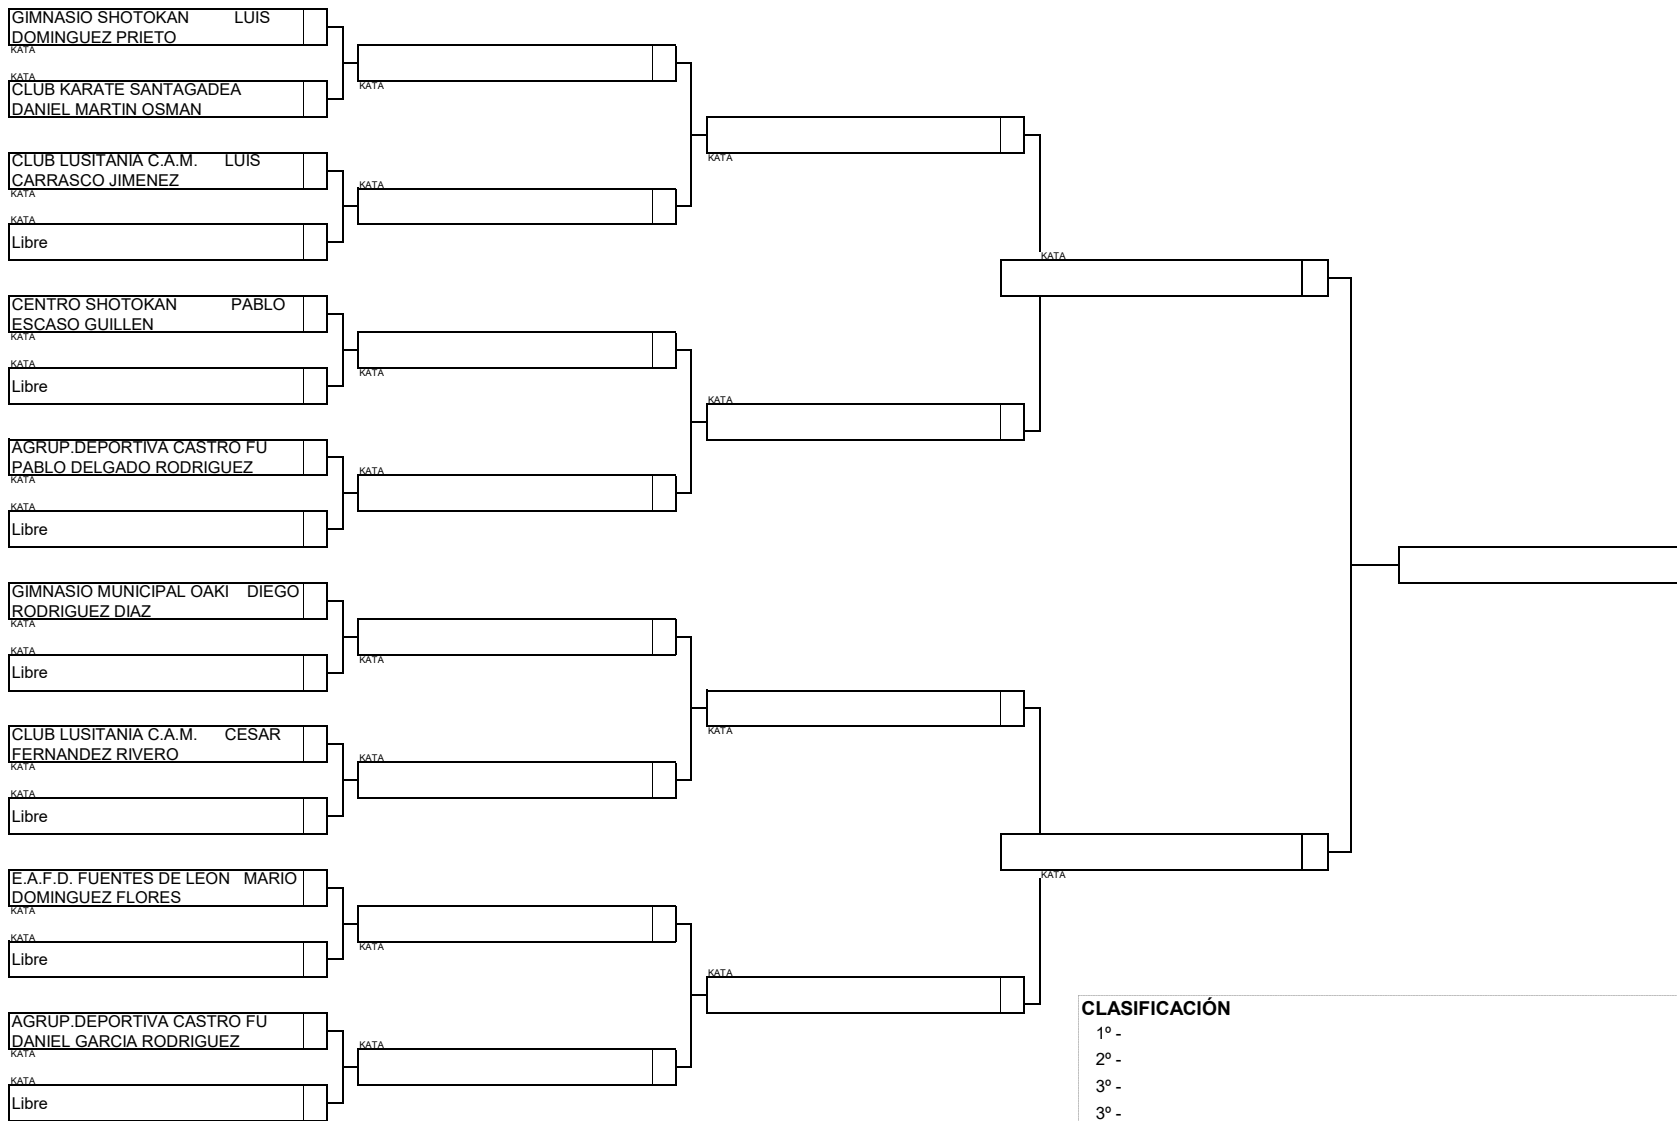 GIMNASIO SHOTOKAN LUIS
DOMINGUEZ PRIETO
KATA
KATA
CLUB KARATE SANTAGADEA
DANIEL MARTIN OSMAN
CLUB LUSITANIA C.A.M. LUIS
CARRASCO JIMENEZ
KATA
KATA
Libre
CENTRO SHOTOKAN PABLO
ESCASO GUILLEN
KATA
KATA
Libre
AGRUP.DEPORTIVA CASTRO FU
PABLO DELGADO RODRIGUEZ
KATA
KATA
Libre
GIMNASIO MUNICIPAL OAKI DIEGO
RODRIGUEZ DIAZ
KATA
KATA
Libre
CLUB LUSITANIA C.A.M. CESAR
FERNANDEZ RIVERO
KATA
KATA
Libre
E.A.F.D. FUENTES DE LEON MARIO
DOMINGUEZ FLORES
KATA
KATA
Libre
AGRUP.DEPORTIVA CASTRO FU
DANIEL GARCIA RODRIGUEZ
KATA
KATA
Libre
KATA
KATA
KATA
KATA
KATA
KATA
KATA
KATA
KATA
KATA
KATA
KATA
KATA
KATA
CLASIFICACIÓN
1º -
2º -
3º -
3º -